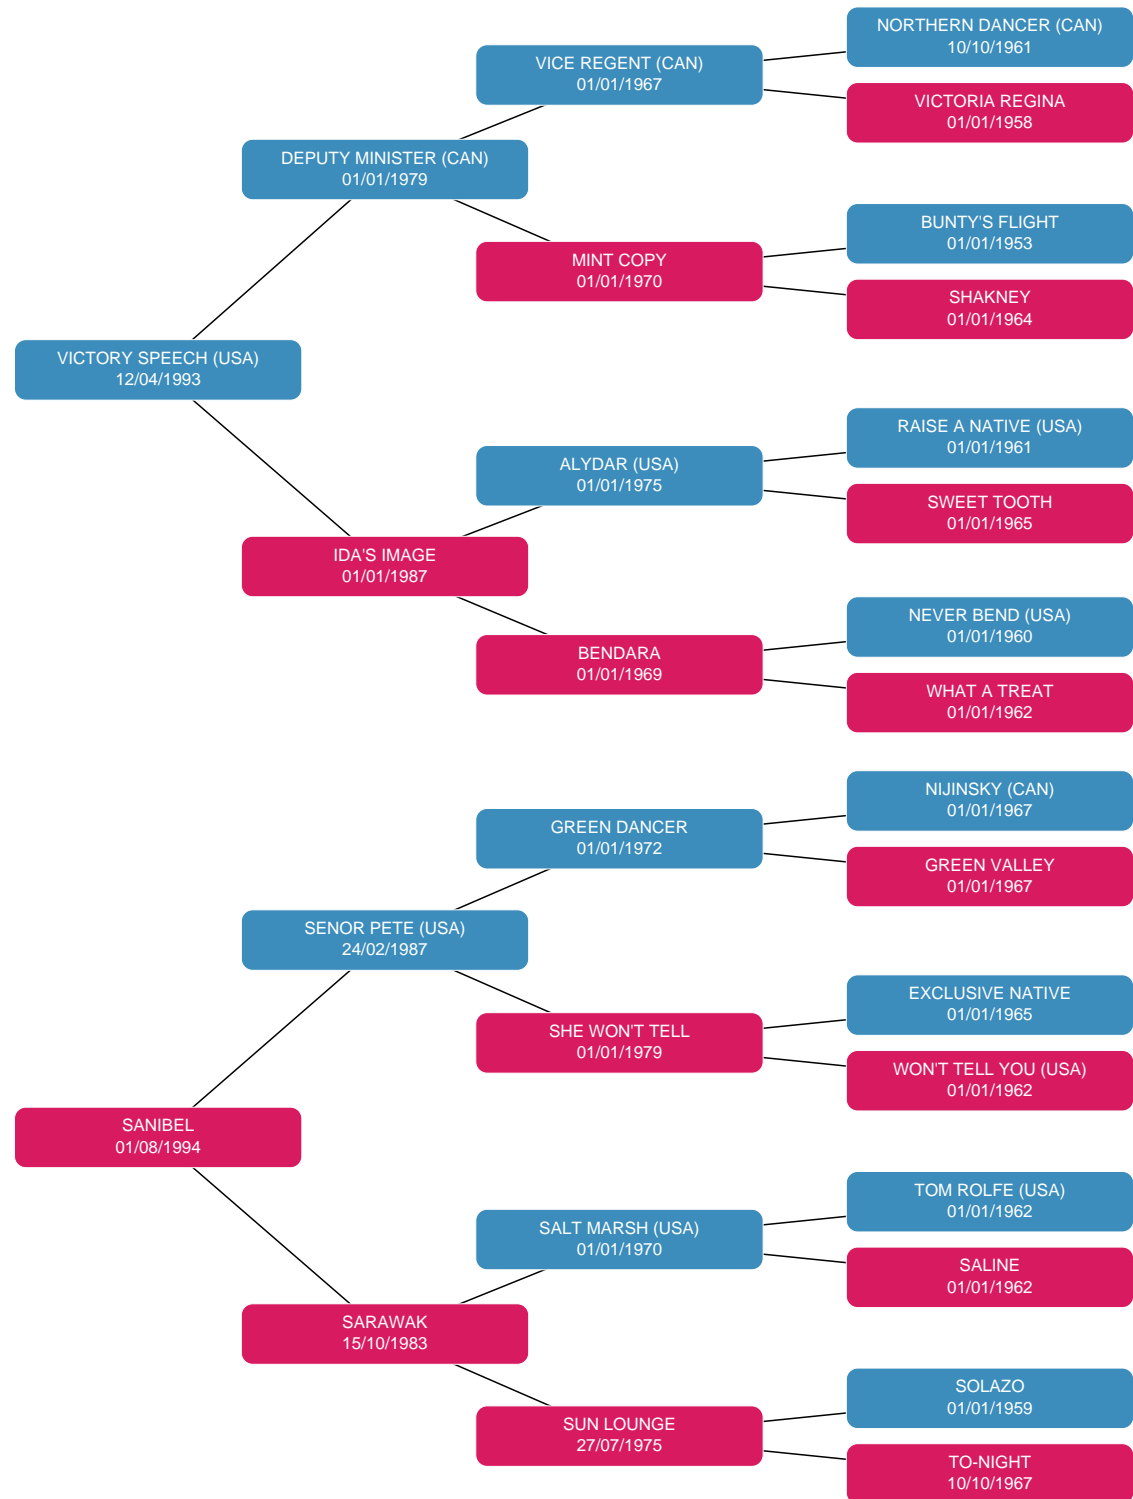 NORTHERN DANCER (CAN)
10/10/1961
VICE REGENT (CAN)
01/01/1967
VICTORIA REGINA
01/01/1958
DEPUTY MINISTER (CAN)
01/01/1979
BUNTY'S FLIGHT
01/01/1953
MINT COPY
01/01/1970
SHAKNEY
01/01/1964
VICTORY SPEECH (USA)
12/04/1993
RAISE A NATIVE (USA)
01/01/1961
ALYDAR (USA)
01/01/1975
SWEET TOOTH
01/01/1965
IDA'S IMAGE
01/01/1987
NEVER BEND (USA)
01/01/1960
BENDARA
01/01/1969
WHAT A TREAT
01/01/1962
NIJINSKY (CAN)
01/01/1967
GREEN DANCER
01/01/1972
GREEN VALLEY
01/01/1967
SENOR PETE (USA)
24/02/1987
EXCLUSIVE NATIVE
01/01/1965
SHE WON'T TELL
01/01/1979
WON'T TELL YOU (USA)
01/01/1962
SANIBEL
01/08/1994
TOM ROLFE (USA)
01/01/1962
SALT MARSH (USA)
01/01/1970
SALINE
01/01/1962
SARAWAK
15/10/1983
SOLAZO
01/01/1959
SUN LOUNGE
27/07/1975
TO-NIGHT
10/10/1967